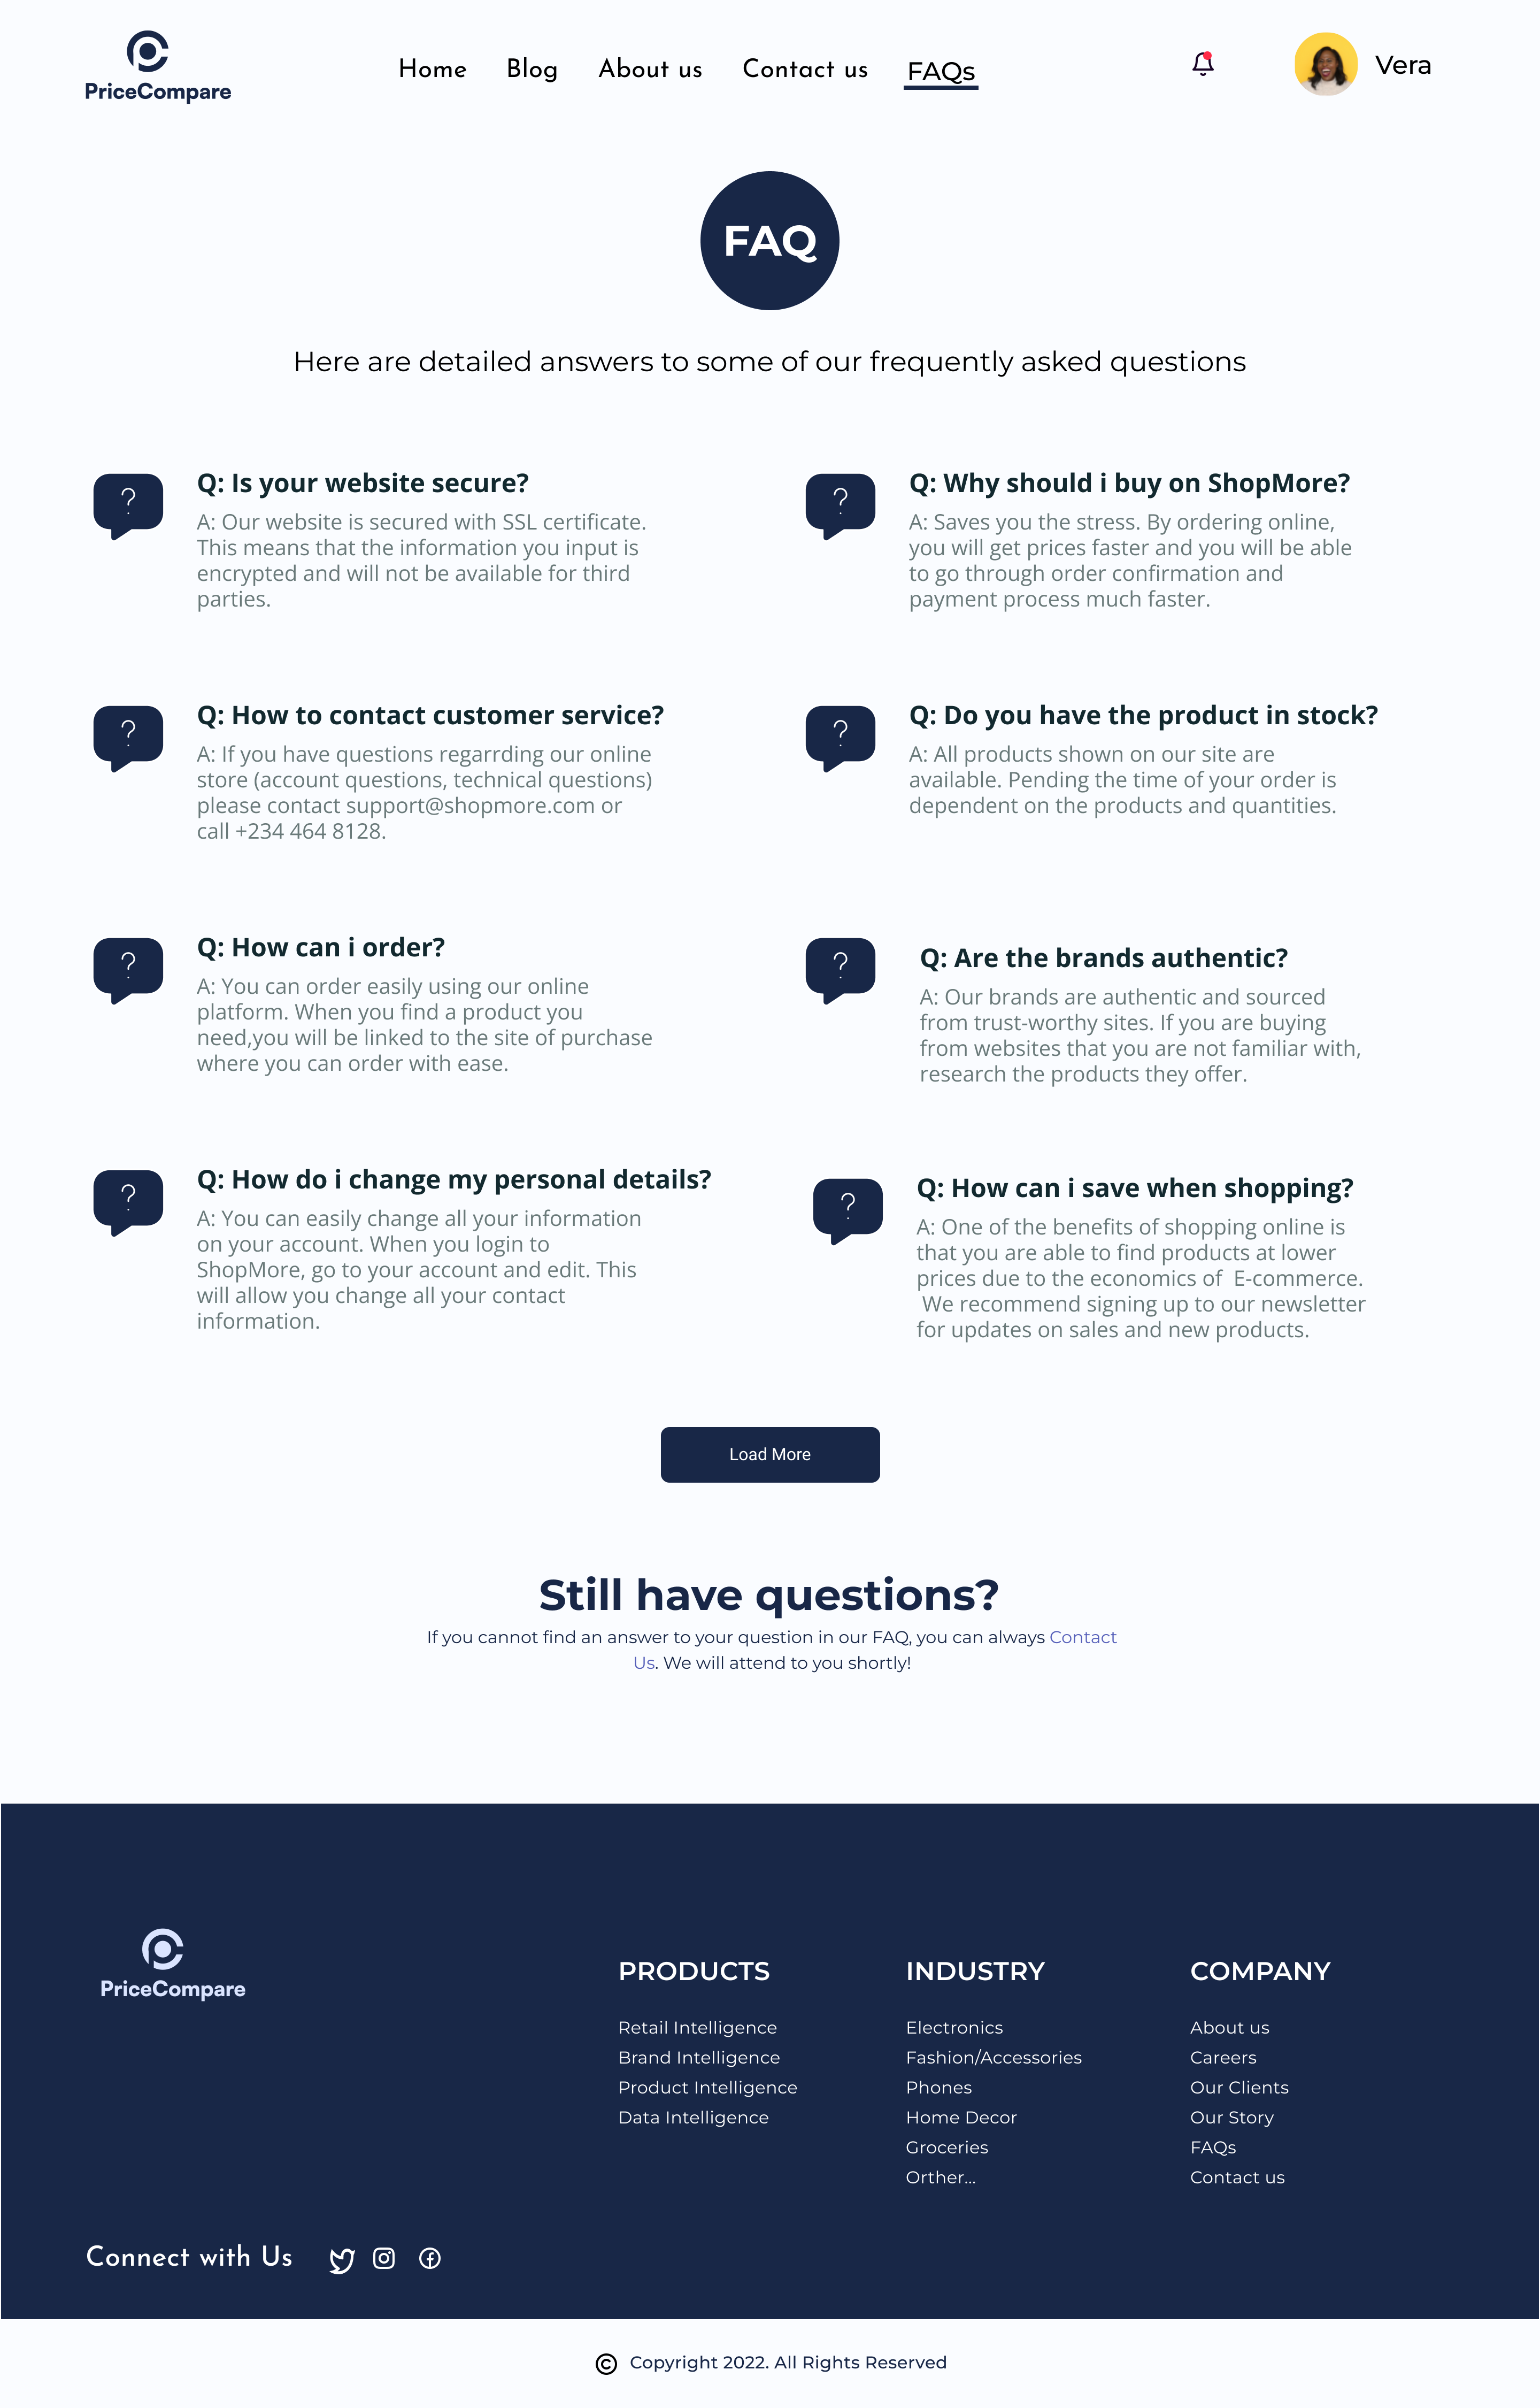 PriceCompare
Home
Blog
About us
Contact us
FAQs
Vera
FAQ
Here are detailed answers to some of our frequently asked questions
?
Q: Is your website secure?
A: Our website is secured with SSL certificate.
This means that the information you input is
encrypted and will not be available for third
parties.
?
Q: Why should i buy on ShopMore?
A: Saves you the stress. By ordering online,
you will get prices faster and you will be able
to go through order confirmation and
payment process much faster.
?
Q: How to contact customer service?
A: If you have questions regarrding our online
store (account questions, technical questions)
please contact support@shopmore.com or
call +234 464 8128.
?
Q: Do you have the product in stock?
A: All products shown on our site are
available. Pending the time of your order is
dependent on the products and quantities.
?
Q: How can i order?
A: You can order easily using our online
platform. When you find a product you
need,you will be linked to the site of purchase
where you can order with ease.
?
Q: Are the brands authentic?
A: Our brands are authentic and sourced
from trust-worthy sites. If you are buying
from websites that you are not familiar with,
research the products they offer.
?
Q: How do i change my personal details?
A: You can easily change all your information
on your account. When you login to
ShopMore, go to your account and edit. This
will allow you change all your contact
information.
?
Q: How can i save when shopping?
A: One of the benefits of shopping online is
that you are able to find products at lower
prices due to the economics of  E-commerce.
We recommend signing up to our newsletter
for updates on sales and new products.
Load More
Still have questions?
If you cannot find an answer to your question in our FAQ, you can always Contact
Us. We will attend to you shortly!
PriceCompare
PRODUCTS
Retail Intelligence
Brand Intelligence
Product Intelligence
Data Intelligence
INDUSTRY
Electronics
Fashion/Accessories
Phones
Home Decor
Groceries
Orther...
COMPANY
About us
Careers
Our Clients
Our Story
FAQs
Contact us
Connect with Us
© Copyright 2022. All Rights Reserved